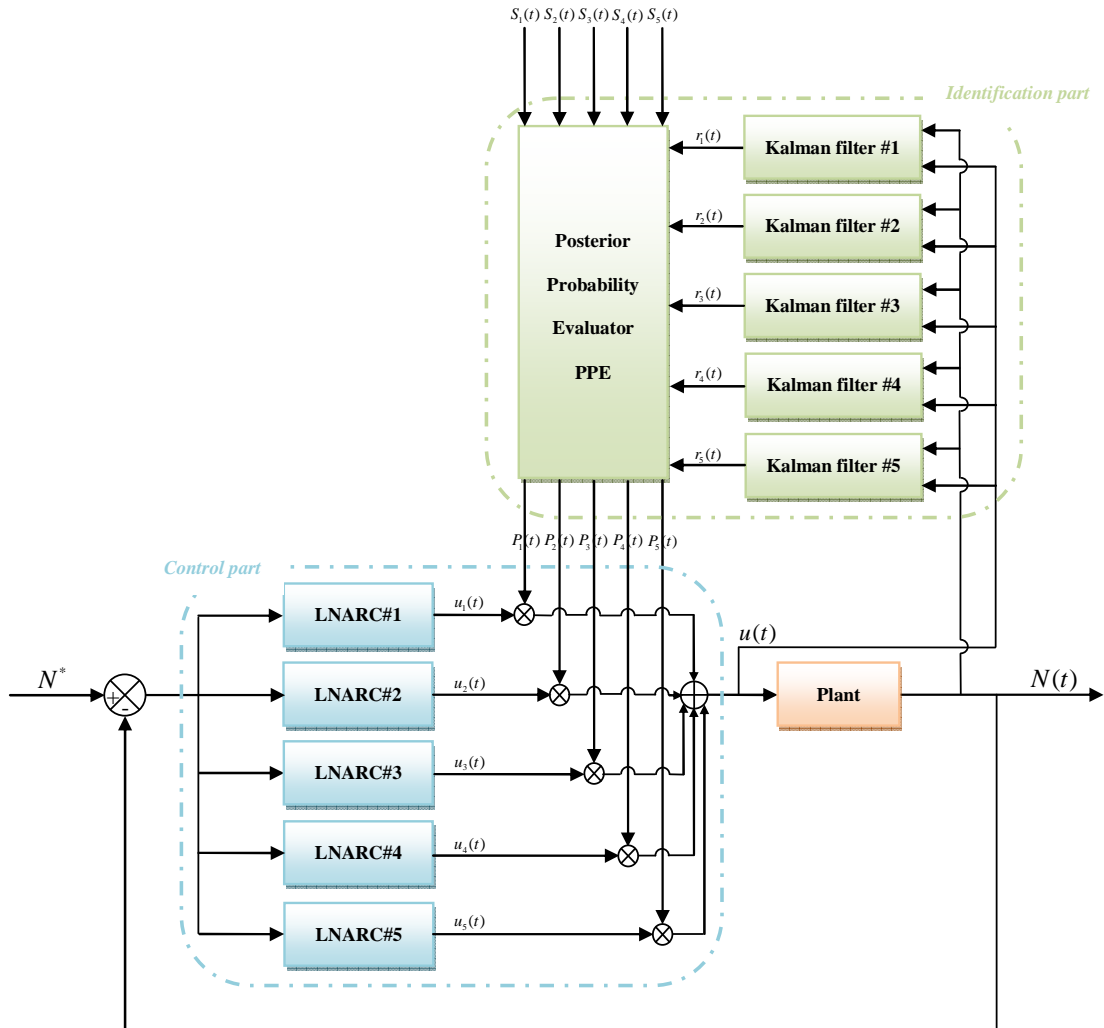 S₁(t) S₂(t) S₃(t) S₄(t) S₅(t)
Identification part
r₁(t)
Kalman filter #1
r₂(t)
Kalman filter #2
Posterior
Probability
Evaluator
PPE
r₃(t)
Kalman filter #3
r₄(t)
Kalman filter #4
r₅(t)
Kalman filter #5
P₁(t) P₂(t) P₃(t) P₄(t) P₅(t)
Control part
LNARC#1
u₁(t)
u(t)
N*
+
-
LNARC#2
u₂(t)
Plant
N(t)
LNARC#3
u₃(t)
LNARC#4
u₄(t)
LNARC#5
u₅(t)